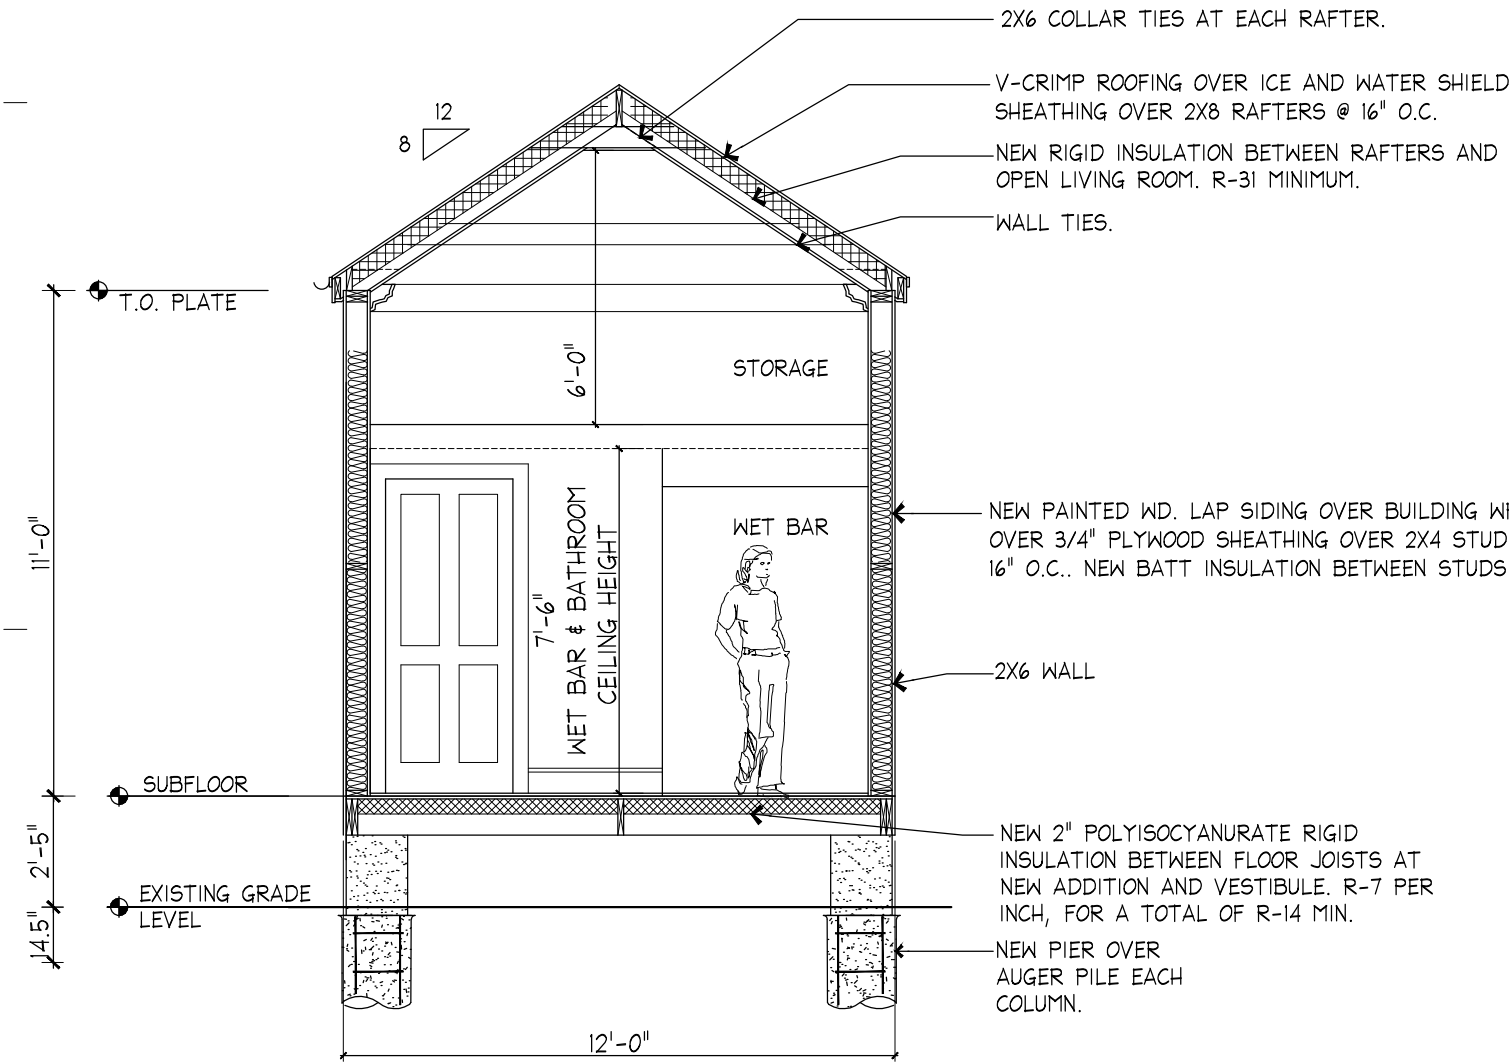 2X6 COLLAR TIES AT EACH RAFTER.
V-CRIMP ROOFING OVER ICE AND WATER SHIELD
SHEATHING OVER 2X8 RAFTERS @ 16" O.C.
NEW RIGID INSULATION BETWEEN RAFTERS AND
OPEN LIVING ROOM. R-31 MINIMUM.
WALL TIES.
12
8
T.O. PLATE
6'-0"
STORAGE
11'-0"
WET BAR
7'-6"
WET BAR & BATHROOM
CEILING HEIGHT
NEW PAINTED WD. LAP SIDING OVER BUILDING
OVER 3/4" PLYWOOD SHEATHING OVER 2X4 STUD
16" O.C.. NEW BATT INSULATION BETWEEN STUDS
2X6 WALL
SUBFLOOR
2'-5"
EXISTING GRADE
LEVEL
14.5"
NEW 2" POLYISOCYANURATE RIGID
INSULATION BETWEEN FLOOR JOISTS AT
NEW ADDITION AND VESTIBULE. R-7 PER
INCH, FOR A TOTAL OF R-14 MIN.
NEW PIER OVER
AUGER PILE EACH
COLUMN.
12'-0"